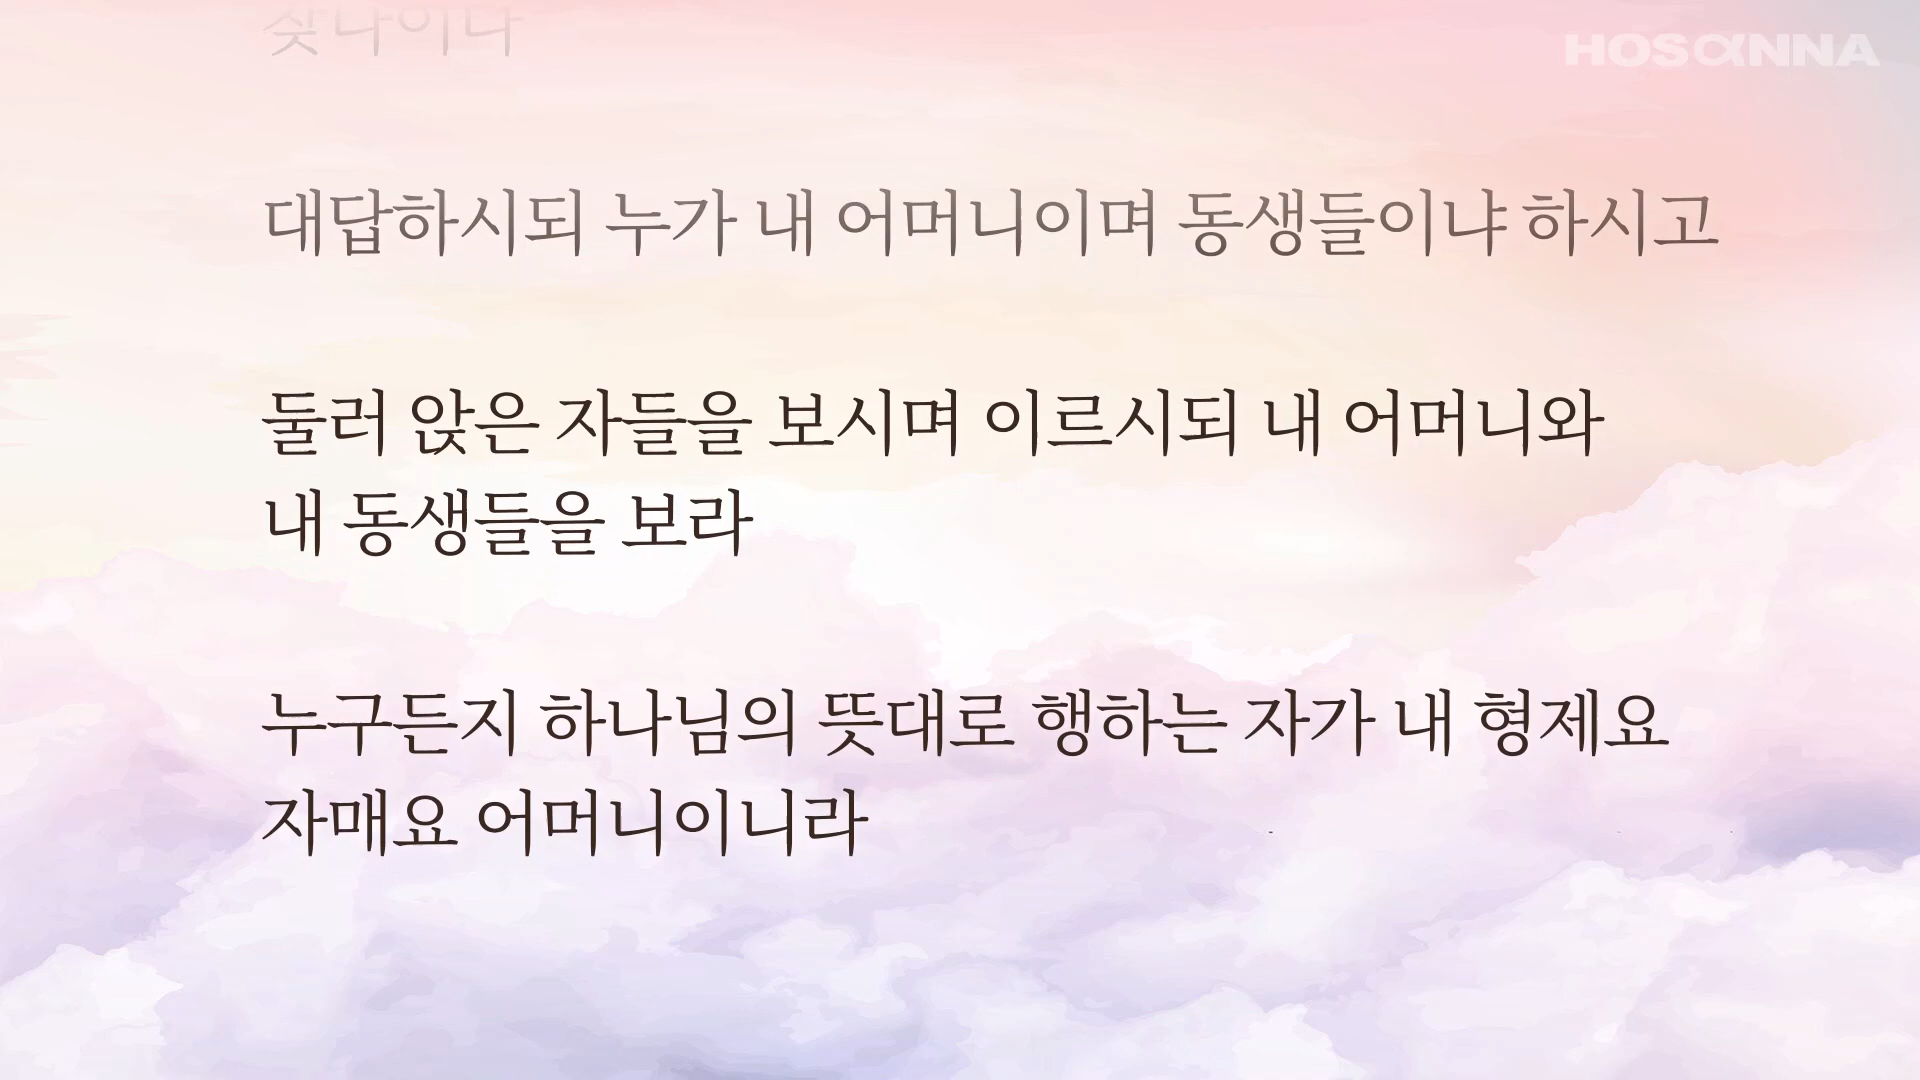 찾나이다
HOSANNA
대답하시되 누가 내 어머니이며 동생들이냐 하시고
둘러 앉은 자들을 보시며 이르시되 내 어머니와
내 동생들을 보라
누구든지 하나님의 뜻대로 행하는 자가 내 형제요
자매요 어머니이니라